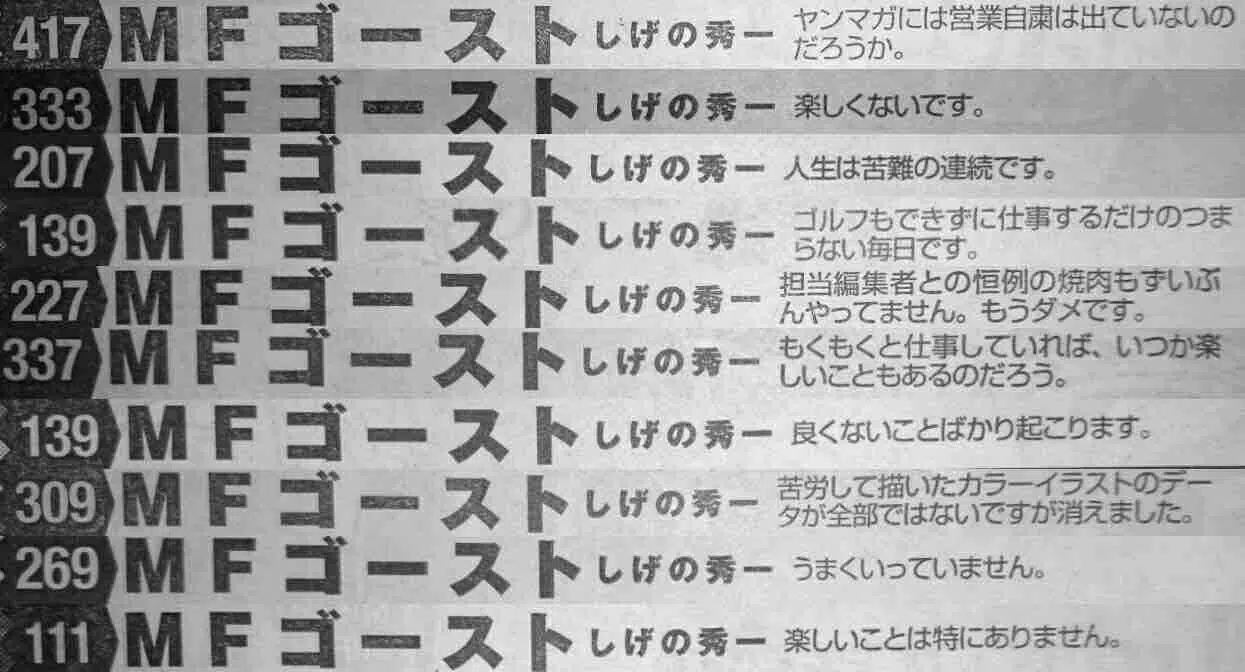 417 MFゴースト しげの秀一 ヤンマガには営業自粛は出ていないの
だろうか。
333 MFゴースト しげの秀一 楽しくないです。
207 MFゴースト しげの秀一 人生は苦難の連続です。
139 MFゴースト しげの秀一 ゴルフもできずに仕事するだけのつま
らない毎日です。
227 MFゴースト しげの秀一 担当編集者との恒例の焼肉もずいぶ
んやってません。もうダメです。
337 MFゴースト しげの秀一 もくもくと仕事していれば、いつか楽
しいこともあるのだろう。
139 MFゴースト しげの秀一 良くないことばかり起こります。
309 MFゴースト しげの秀一 苦労して描いたカラーイラストのデー
タが全部ではないですが消えました。
269 MFゴースト しげの秀一 うまくいっていません。
111 MFゴースト しげの秀一 楽しいことは特にありません。